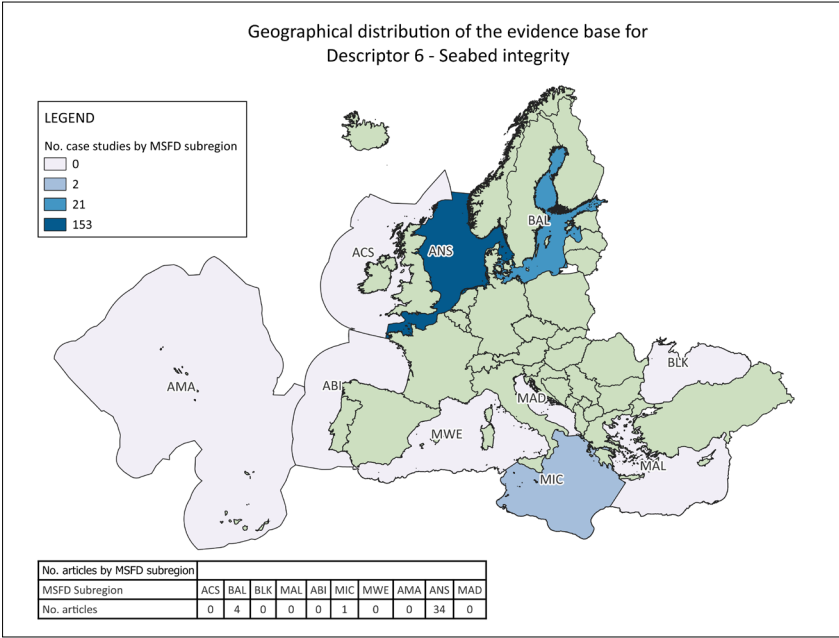 Geographical distribution of the evidence base for
Descriptor 6 - Seabed integrity
LEGEND
No. case studies by MSFD subregion
0
2
21
153
BAL
ANS
ACS
BLK
AMA
ABI
MAD
MWE
MAL
MIC
No. articles by MSFD subregion
MSFD Subregion ACS BAL BLK MAL ABI MIC MWE AMA ANS MAD
No. articles 0 4 0 0 0 1 0 0 34 0